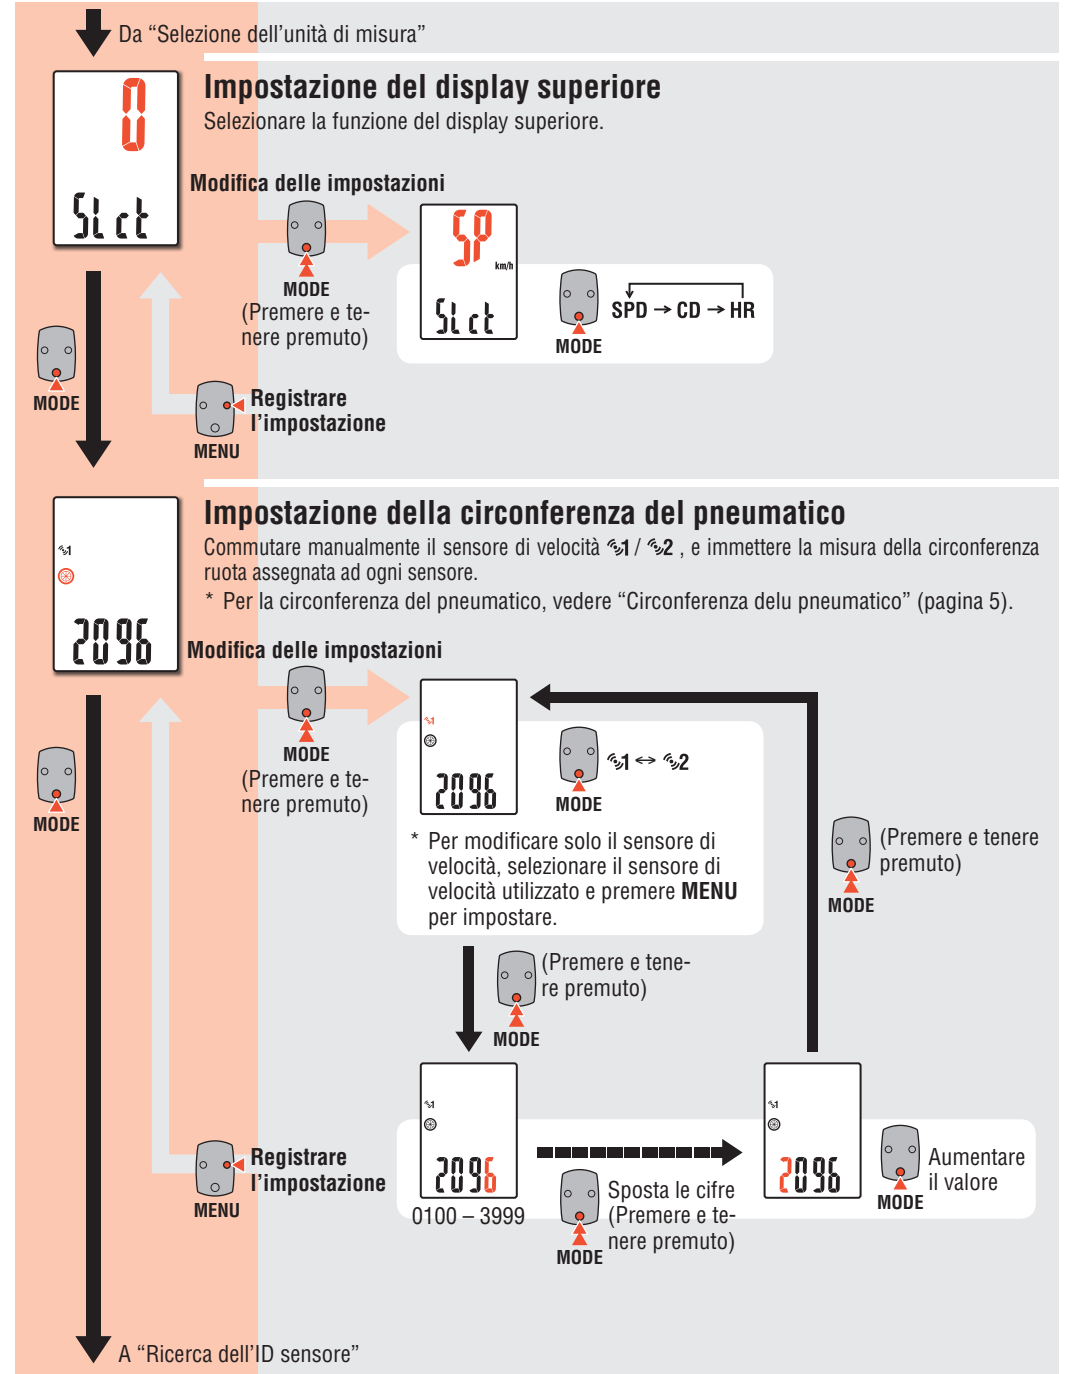 Da “Selezione dell’unità di misura”
Impostazione del display superiore
Selezionare la funzione del display superiore.
0
SLct
Modifica delle impostazioni
MODE
(Premere e te-
nere premuto)
SP
km/h
SLct
MODE
SPD → CD → HR
MODE
Registrare
l’impostazione
MENU
Impostazione della circonferenza del pneumatico
Commutare manualmente il sensore di velocità 1 / 2 , e immettere la misura della circonferenza
ruota assegnata ad ogni sensore.
* Per la circonferenza del pneumatico, vedere “Circonferenza delu pneumatico” (pagina 5).
1
2096
Modifica delle impostazioni
MODE
(Premere e te-
nere premuto)
1
2096
MODE
1 ↔ 2
* Per modificare solo il sensore di
velocità, selezionare il sensore di
velocità utilizzato e premere MENU
per impostare.
MODE
(Premere e tenere
premuto)
MODE
(Premere e tene-
re premuto)
MODE
Registrare
l’impostazione
MENU
1
2096
0100 – 3999
Sposta le cifre
(Premere e te-
nere premuto)
MODE
1
2096
MODE
Aumentare
il valore
A “Ricerca dell’ID sensore”